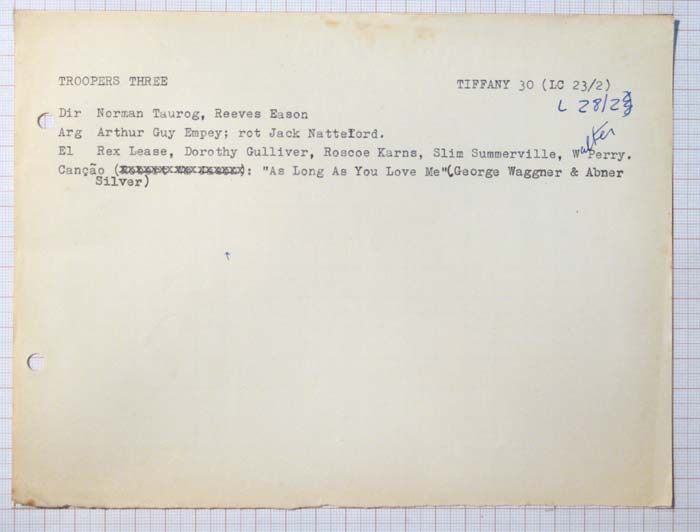 TROOPERS THREE TIFFANY 30 (LC 23/2)
L 28/2
Dir Norman Taurog, Reeves Eason
Arg Arthur Guy Empey; rot Jack Natteford.
El Rex Lease, Dorothy Gulliver, Roscoe Karns, Slim Summerville, Walter Perry.
Canção ( ): "As Long As You Love Me"(George Waggner & Abner
Silver)